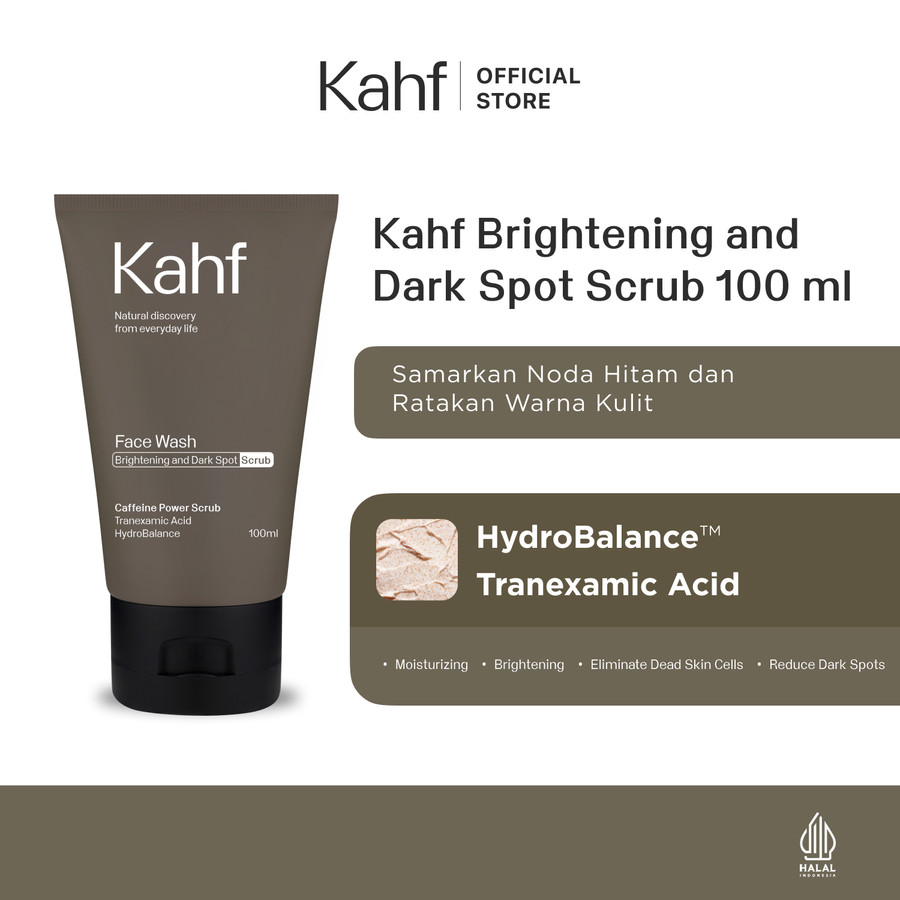 Kahf
OFFICIAL
STORE
Kahf
Natural discovery
from everyday life
Face Wash
Brightening and Dark Spot Scrub
Caffeine Power Scrub
Tranexamic Acid
HydroBalance
100ml
Kahf Brightening and
Dark Spot Scrub 100 ml
Samarkan Noda Hitam dan
Ratakan Warna Kulit
HydroBalance™
Tranexamic Acid
• Moisturizing • Brightening • Eliminate Dead Skin Cells • Reduce Dark Spots
HALAL
INDONESIA